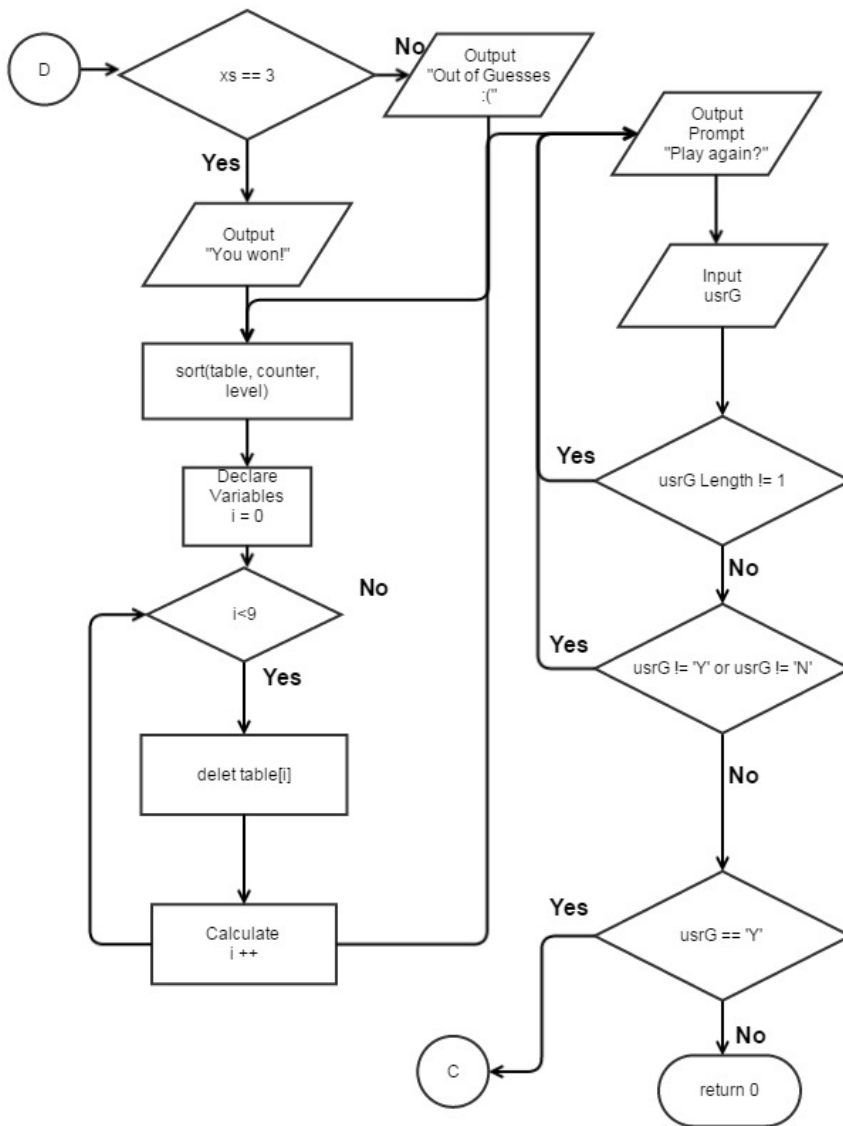 D
xs == 3
No
Output
"Out of Guesses
:("
Yes
Output
"You won!"
sort(table, counter,
level)
Declare
Variables
i = 0
i<9
No
Yes
delet table[i]
Calculate
i ++
Output
Prompt
"Play again?"
Input
usrG
usrG Length != 1
Yes
No
usrG != 'Y' or usrG != 'N'
Yes
No
usrG == 'Y'
Yes
No
C
return 0